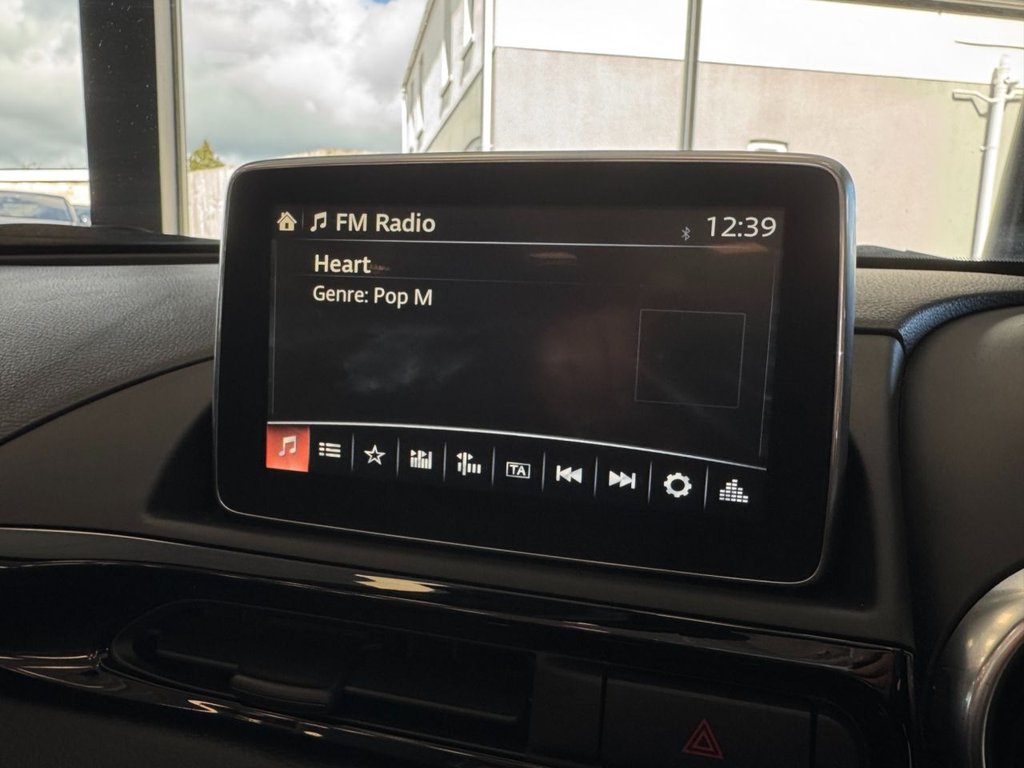 FM Radio
12:39
Heart
Genre: Pop M
TA